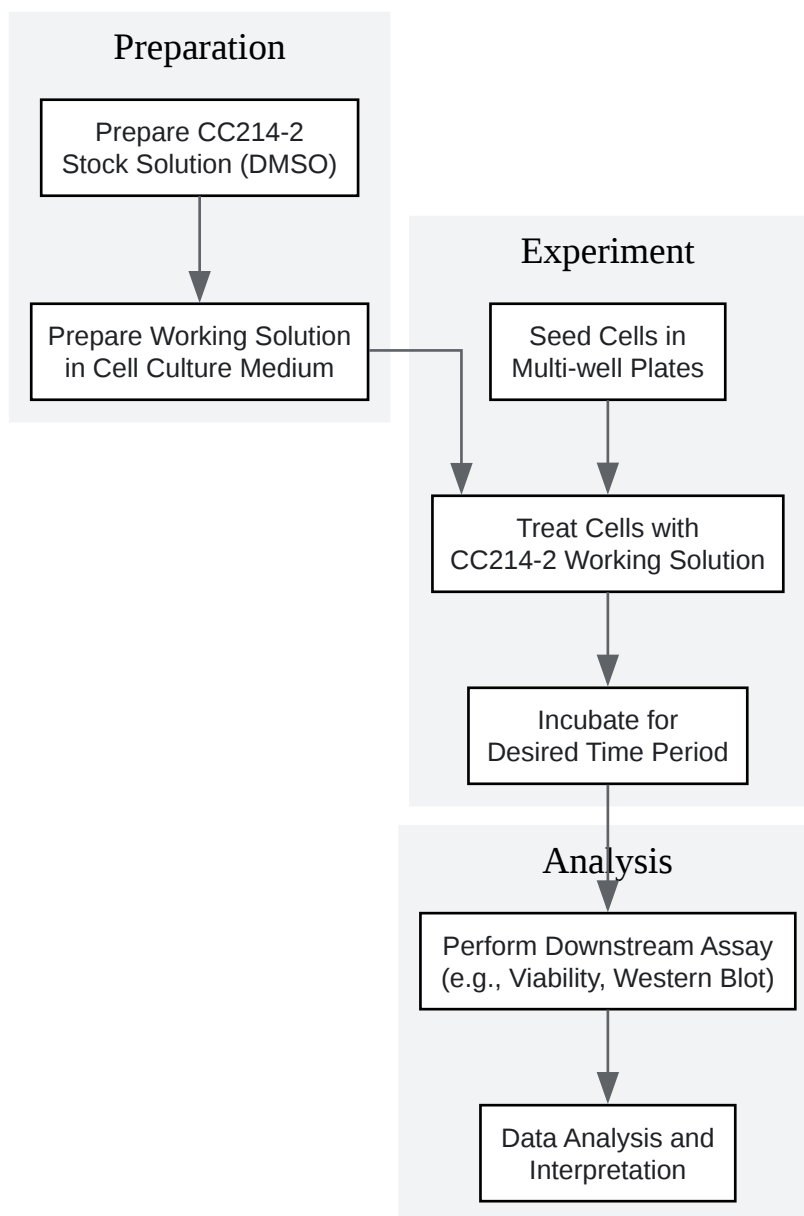 Preparation
Prepare CC214-2
Stock Solution (DMSO)
Prepare Working Solution
in Cell Culture Medium
Experiment
Seed Cells in
Multi-well Plates
Treat Cells with
CC214-2 Working Solution
Incubate for
Desired Time Period
Analysis
Perform Downstream Assay
(e.g., Viability, Western Blot)
Data Analysis and
Interpretation